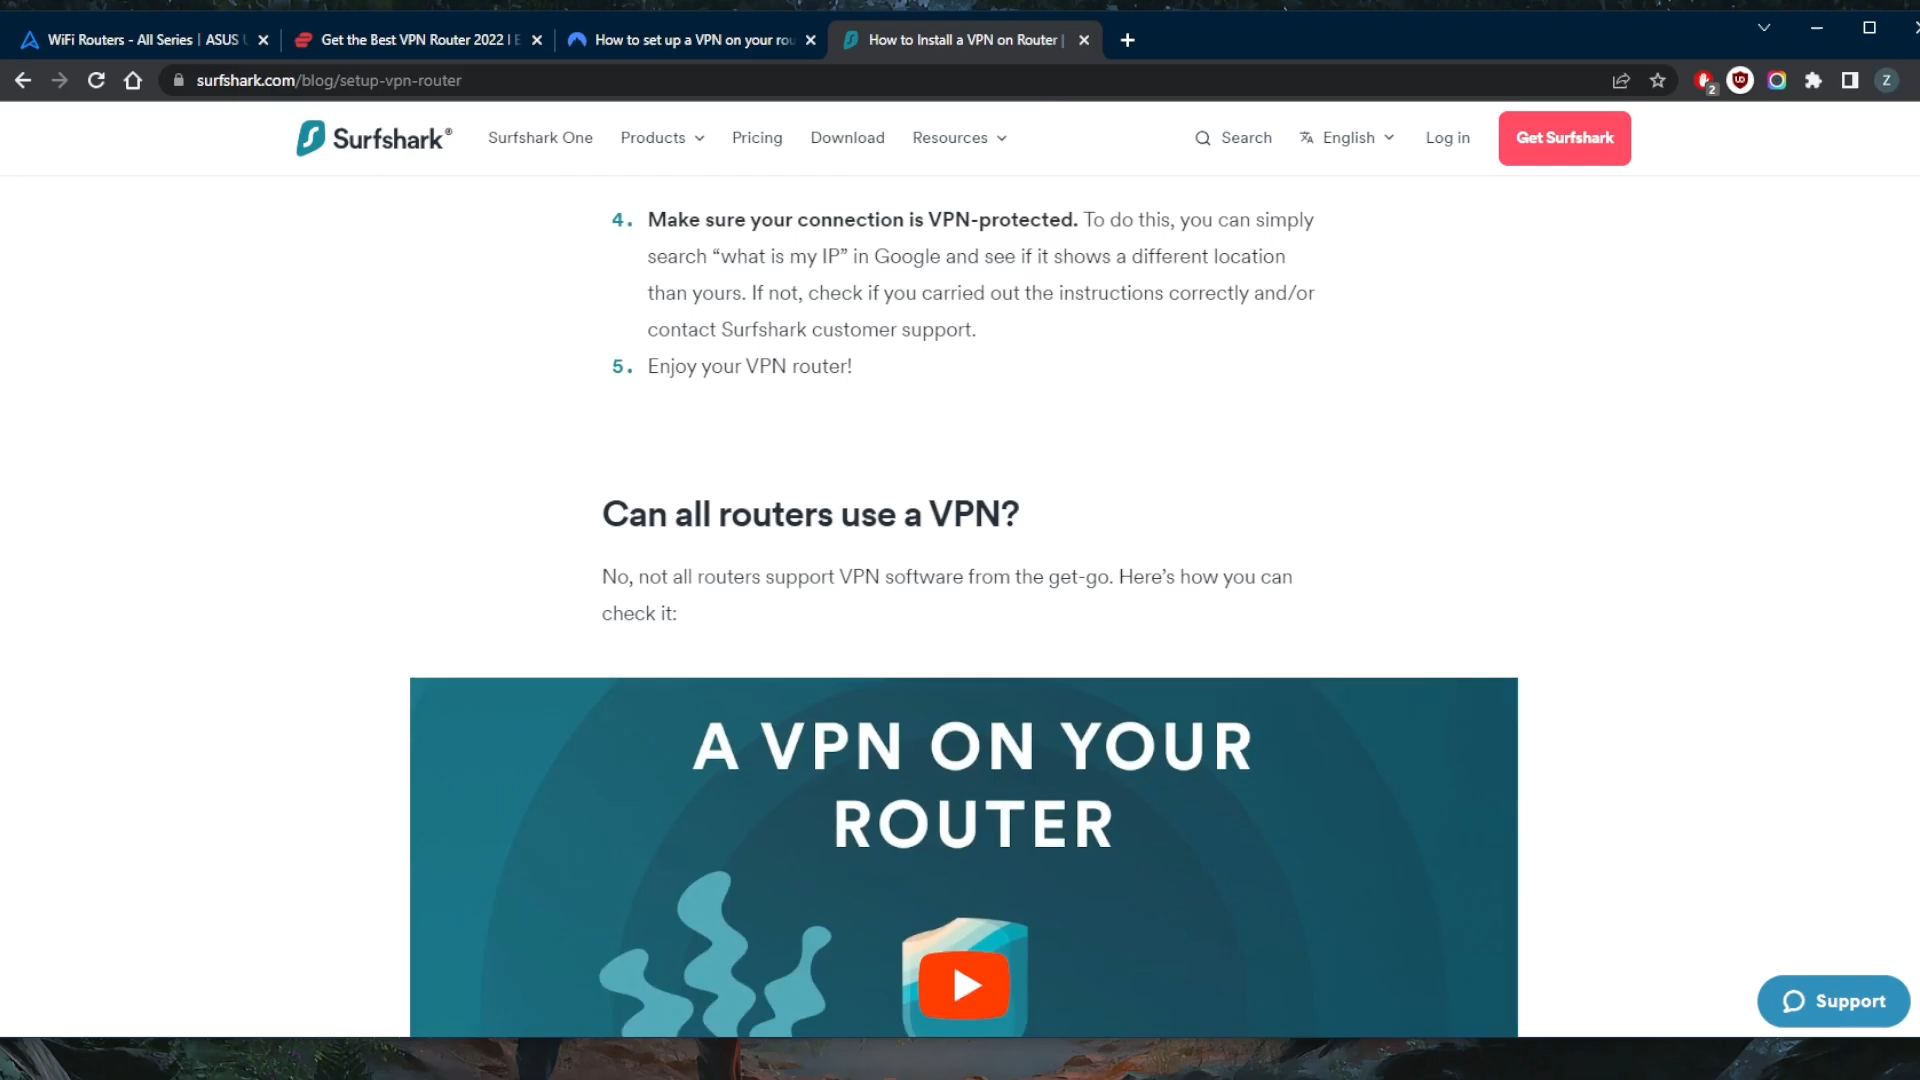 WiFi Routers - All Series | ASUS
Get the Best VPN Router 2022 | E
How to set up a VPN on your rou
How to Install a VPN on Router |
surfshark.com/blog/setup-vpn-router
2
Z
Surfshark®
Surfshark One
Products
Pricing
Download
Resources
Search
English
Log in
Get Surfshark
4. Make sure your connection is VPN-protected. To do this, you can simply
search “what is my IP” in Google and see if it shows a different location
than yours. If not, check if you carried out the instructions correctly and/or
contact Surfshark customer support.
5. Enjoy your VPN router!
Can all routers use a VPN?
No, not all routers support VPN software from the get-go. Here’s how you can
check it:
A VPN ON YOUR
ROUTER
Support